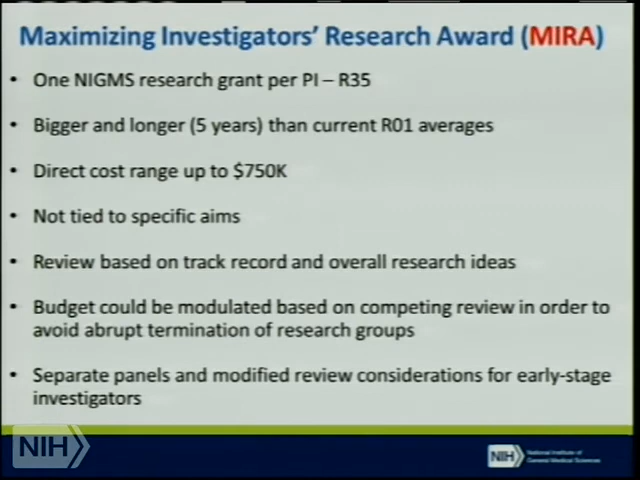 Maximizing Investigators' Research Award (MIRA)
• One NIGMS research grant per PI – R35
• Bigger and longer (5 years) than current R01 averages
• Direct cost range up to $750K
• Not tied to specific aims
• Review based on track record and overall research ideas
• Budget could be modulated based on competing review in order to
avoid abrupt termination of research groups
• Separate panels and modified review considerations for early-stage
investigators
NIH
NIH
National Institute of
General Medical Sciences